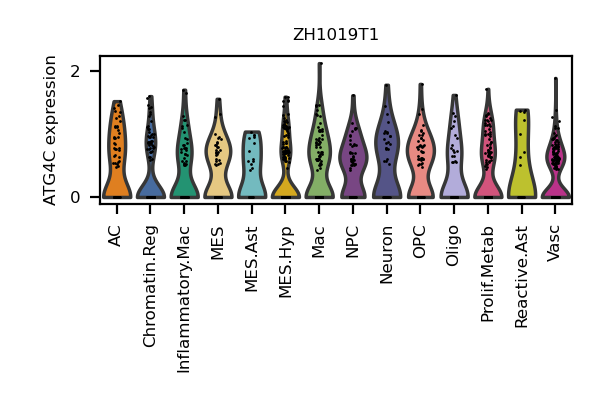 ZH1019T1
ATG4C expression
2
0
AC
Chromatin.Reg
Inflammatory.Mac
MES
MES.Ast
MES.Hyp
Mac
NPC
Neuron
OPC
Oligo
Prolif.Metab
Reactive.Ast
Vasc